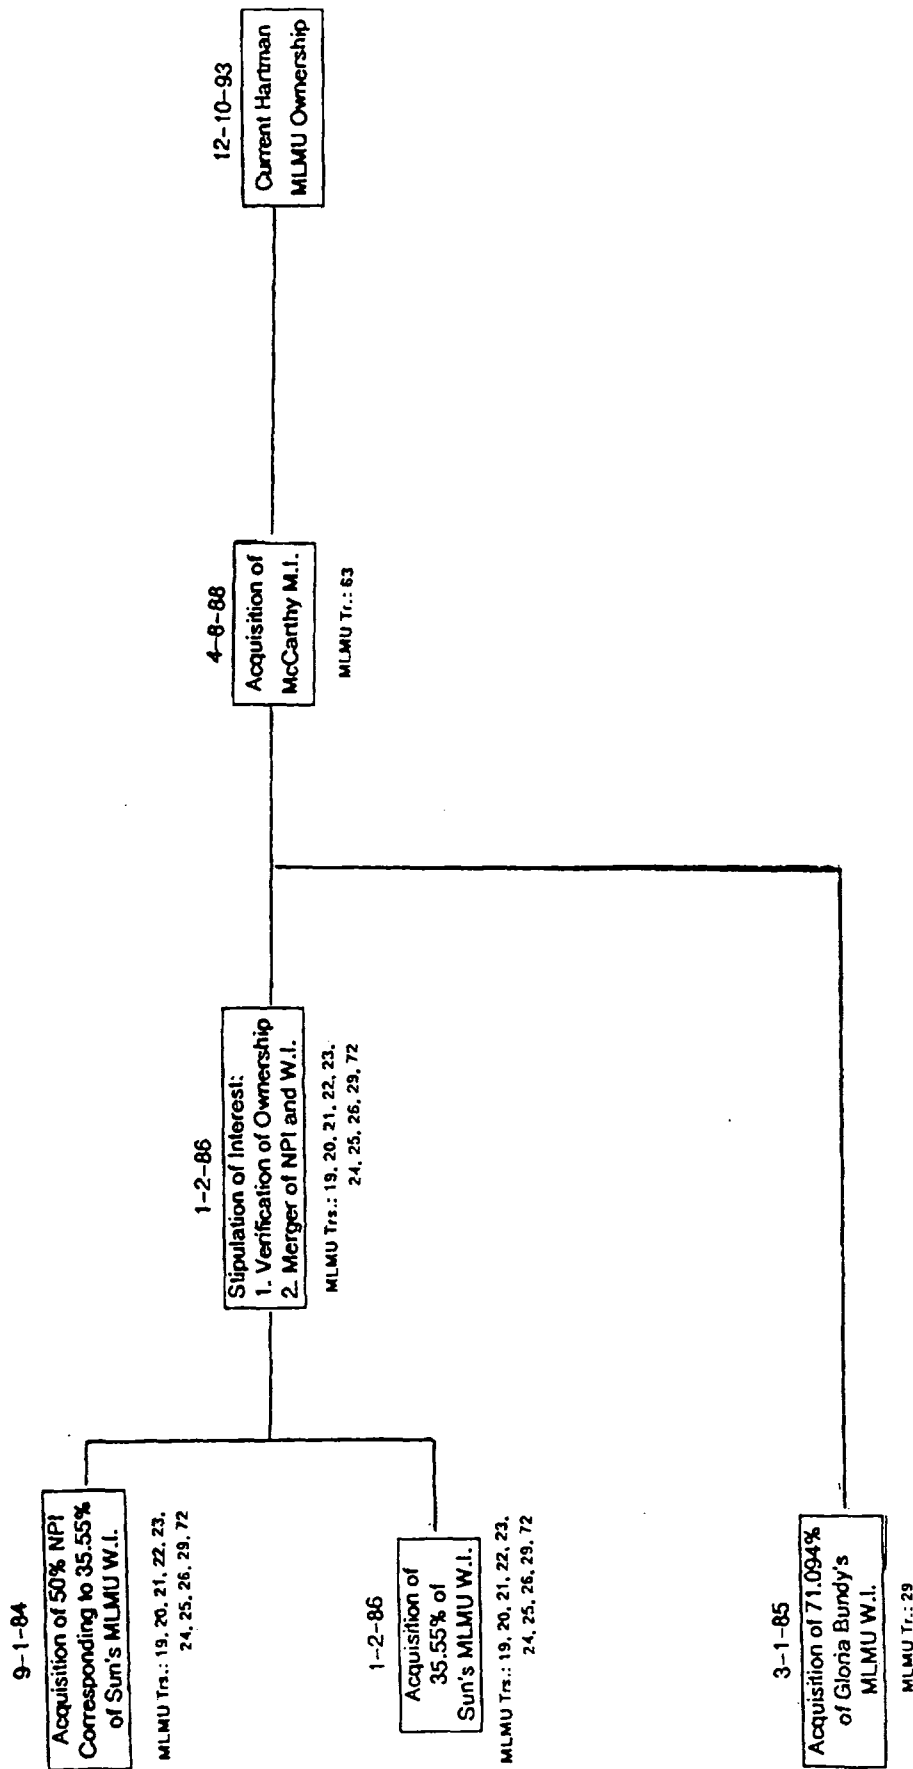 9-1-84
Acquisition of 50% NPI
Corresponding to 35.55%
of Sun's MLMU W.I.
MLMU Trs.: 19, 20, 21, 22, 23,
24, 25, 26, 29, 72
1-2-86
Acquisition of
35.55% of
Sun's MLMU W.I.
MLMU Trs.: 19, 20, 21, 22, 23,
24, 25, 26, 29, 72
3-1-85
Acquisition of 71.094%
of Gloria Bundy's
MLMU W.I.
MLMU Tr.: 29
1-2-86
Stipulation of Interest:
1. Verification of Ownership
2. Merger of NPI and W.I.
MLMU Trs.: 19, 20, 21, 22, 23,
24, 25, 26, 29, 72
4-8-88
Acquisition of
McCarthy M.I.
MLMU Tr.: 63
12-10-93
Current Hartman
MLMU Ownership